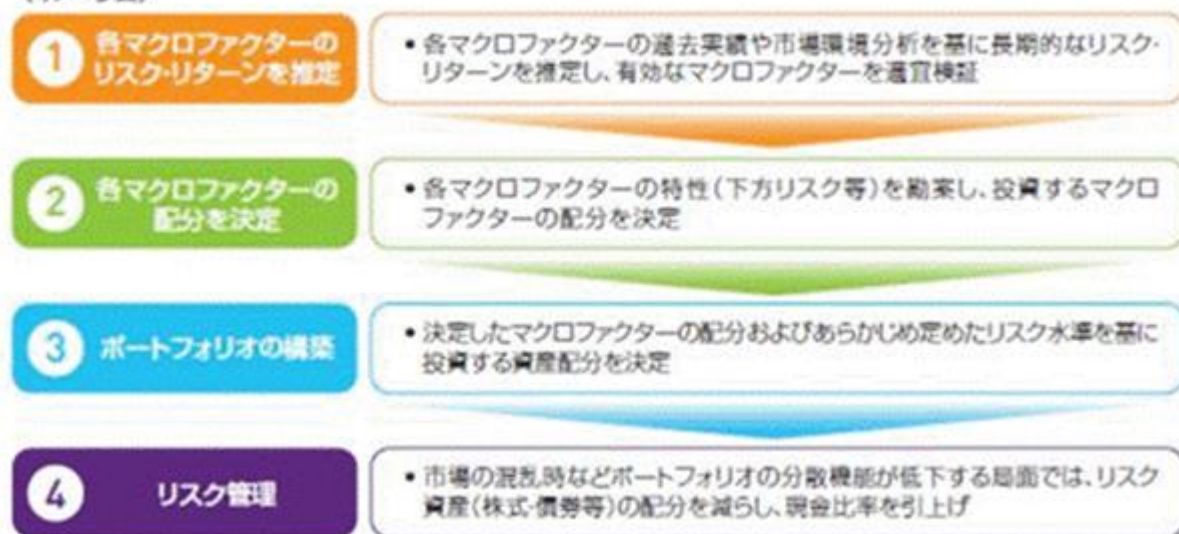 1
各マクロファクターの
リスク・リターンを推定
• 各マクロファクターの過去実績や市場環境分析を基に長期的なリスク・
リターンを推定し、有効なマクロファクターを適宜検証
2
各マクロファクターの
配分を決定
• 各マクロファクターの特性(下方リスク等)を勘案し、投資するマクロ
ファクターの配分を決定
3
ポートフォリオの構築
• 決定したマクロファクターの配分およびあらかじめ定めたリスク水準を基に
投資する資産配分を決定
4
リスク管理
• 市場の混乱時などポートフォリオの分散機能が低下する局面では、リスク
資産(株式・債券等)の配分を減らし、現金比率を引上げ